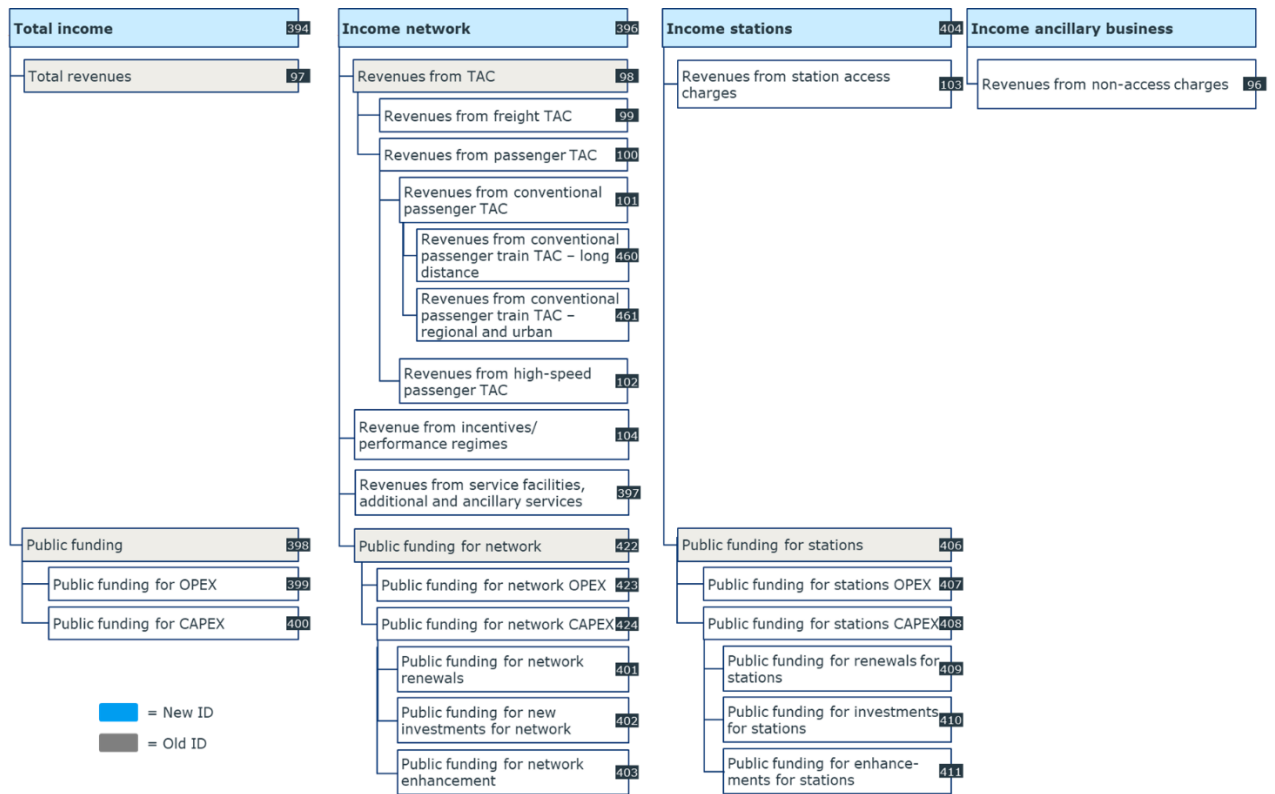 Total income 394
Total revenues 97
Public funding 398
Public funding for OPEX 399
Public funding for CAPEX 400
= New ID
= Old ID
Income network 396
Revenues from TAC 98
Revenues from freight TAC 99
Revenues from passenger TAC 100
Revenues from conventional
passenger TAC 101
Revenues from conventional
passenger train TAC – long 460
distance
Revenues from conventional
passenger train TAC – 461
regional and urban
Revenues from high-speed
passenger TAC 102
Revenue from incentives/
performance regimes 104
Revenues from service facilities,
additional and ancillary services 397
Public funding for network 422
Public funding for network OPEX 423
Public funding for network CAPEX 424
Public funding for network
renewals 401
Public funding for new
investments for network 402
Public funding for network
enhancement 403
Income stations 404
Revenues from station access
charges 103
Public funding for stations 406
Public funding for stations OPEX 407
Public funding for stations CAPEX 408
Public funding for renewals for
stations 409
Public funding for investments
for stations 410
Public funding for enhance-
ments for stations 411
Income ancillary business
Revenues from non-access charges 96